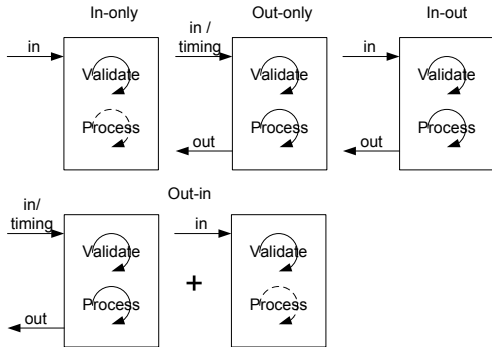 In-only
Out-only
In-out
in
Validate
Process
in /
timing
Validate
Process
out
in
Validate
Process
out
Out-in
in/
timing
Validate
Process
out
+
in
Validate
Process